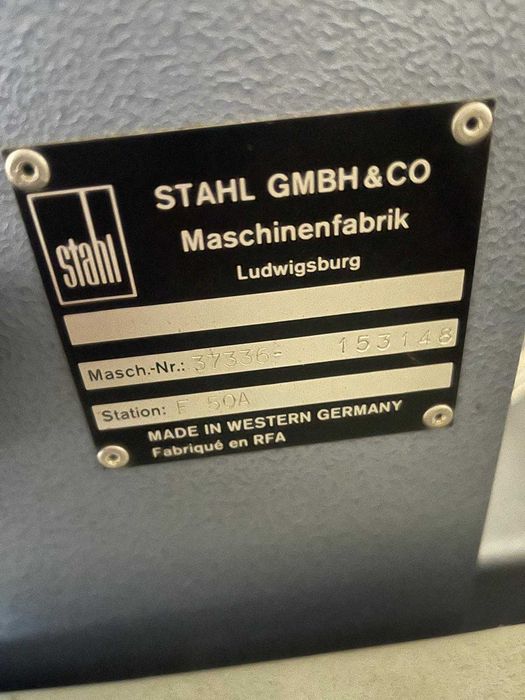 stahl
STAHL GMBH & CO
Maschinenfabrik
Ludwigsburg
Masch.-Nr.: 37336- 153148
Station: F 50A
MADE IN WESTERN GERMANY
Fabriqué en RFA